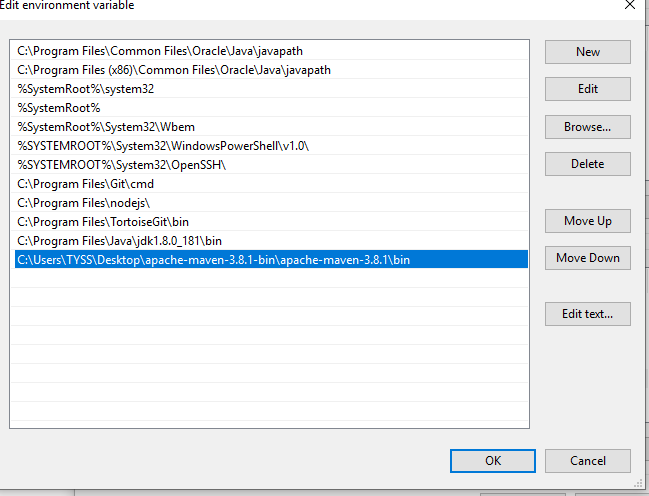 Edit environment variable
C:\Program Files\Common Files\Oracle\Java\javapath
C:\Program Files (x86)\Common Files\Oracle\Java\javapath
%SystemRoot%\system32
%SystemRoot%
%SystemRoot%\System32\Wbem
%SYSTEMROOT%\System32\WindowsPowerShell\v1.0\
%SYSTEMROOT%\System32\OpenSSH\
C:\Program Files\Git\cmd
C:\Program Files\nodejs\
C:\Program Files\TortoiseGit\bin
C:\Program Files\Java\jdk1.8.0_181\bin
C:\Users\TYSS\Desktop\apache-maven-3.8.1-bin\apache-maven-3.8.1\bin
New
Edit
Browse...
Delete
Move Up
Move Down
Edit text...
OK
Cancel